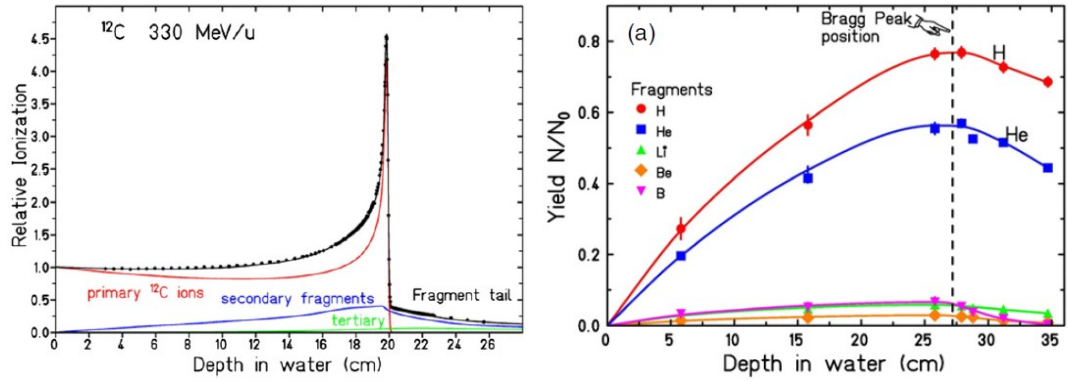 ¹²C 330 MeV/u
Relative Ionization
4.5
4.0
3.5
3.0
2.5
2.0
1.5
1.0
0.5
0.0
primary ¹²C ions
secondary fragments
tertiary
Fragment tail
0 2 4 6 8 10 12 14 16 18 20 22 24 26
Depth in water (cm)
(a)
Bragg Peak
position
Yield N/N₀
0.8
0.6
0.4
0.2
0.0
Fragments
H
He
Li
Be
B
H
He
0 5 10 15 20 25 30 35
Depth in water (cm)